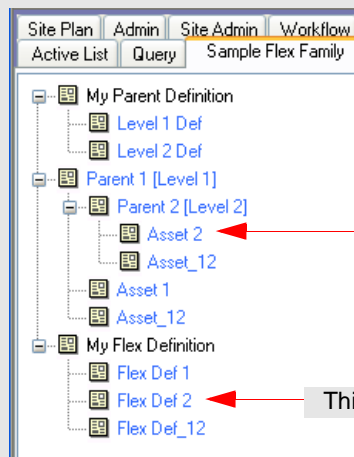 Site Plan Admin Site Admin Workflow
Active List Query Sample Flex Family
My Parent Definition
Level 1 Def
Level 2 Def
Parent 1 [Level 1]
Parent 2 [Level 2]
Asset 2
Asset_12
Asset 1
Asset_12
My Flex Definition
Flex Def 1
Flex Def 2
Thi
Flex Def_12